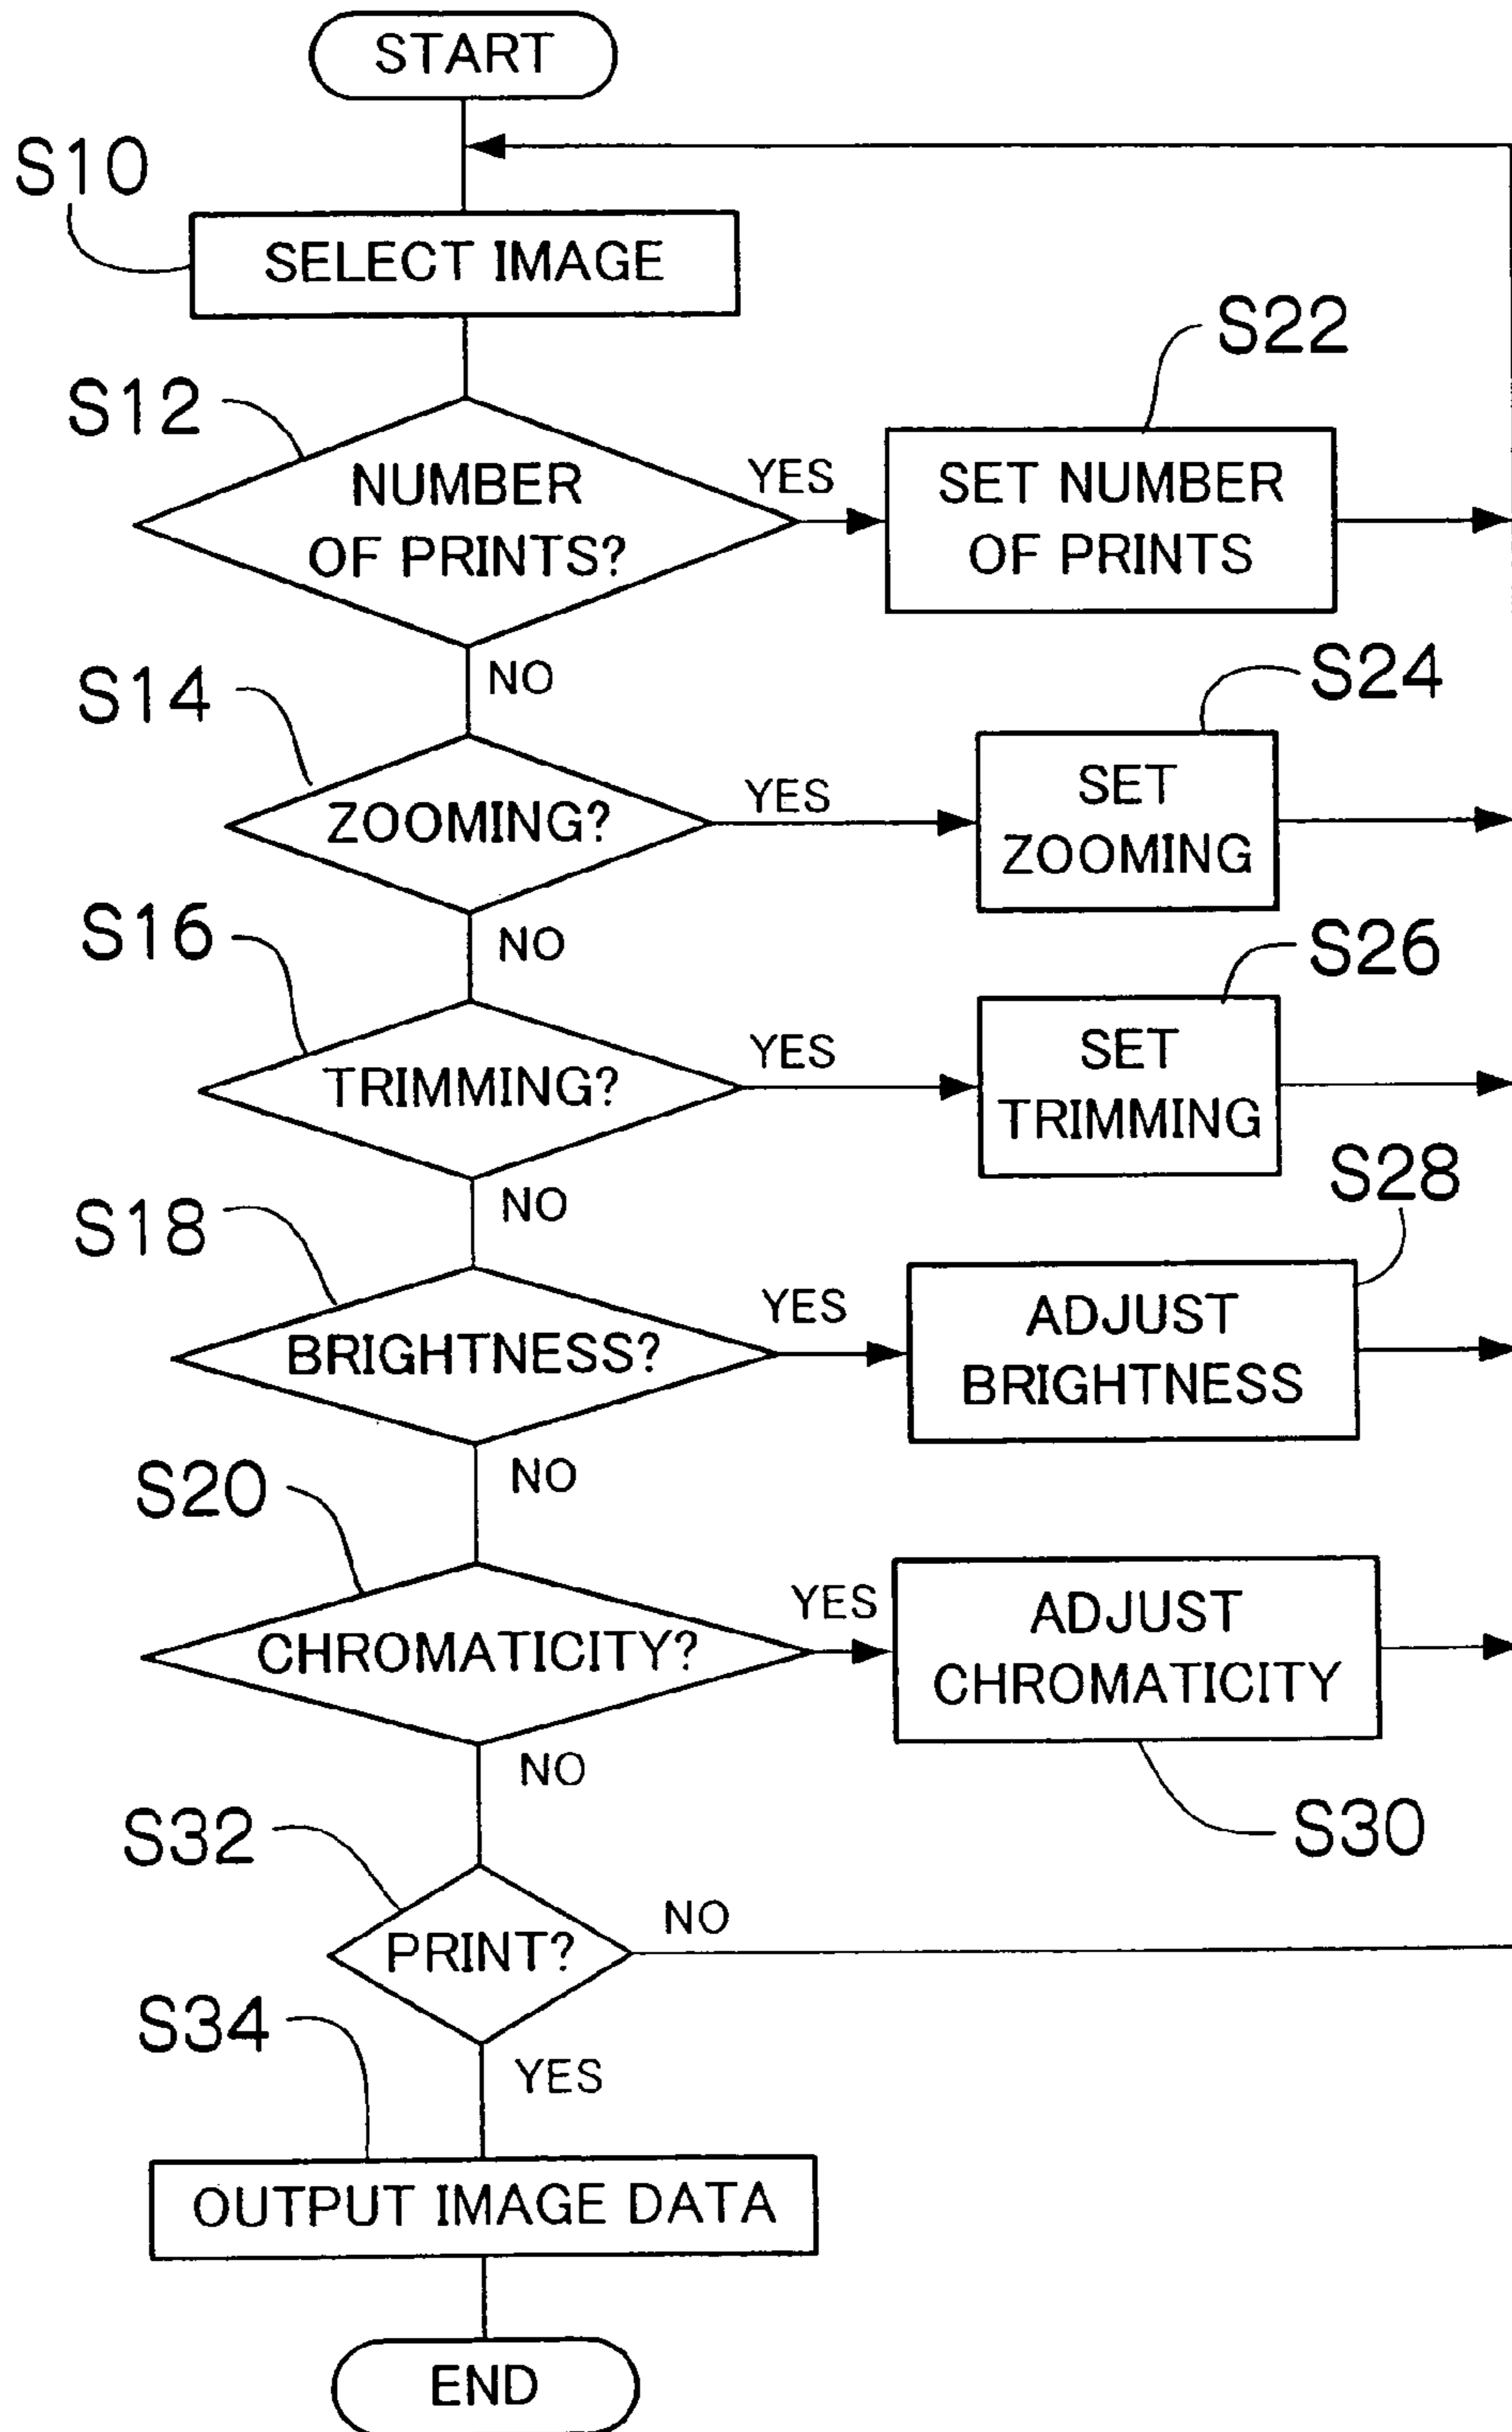 START
S10
SELECT IMAGE
S22
S12
NUMBER
OF PRINTS?
YES
SET NUMBER
OF PRINTS
NO
S24
S14
ZOOMING?
YES
SET
ZOOMING
NO
S26
S16
TRIMMING?
YES
SET
TRIMMING
NO
S28
S18
BRIGHTNESS?
YES
ADJUST
BRIGHTNESS
NO
S20
CHROMATICITY?
YES
ADJUST
CHROMATICITY
NO
S30
S32
PRINT?
NO
S34
YES
OUTPUT IMAGE DATA
END